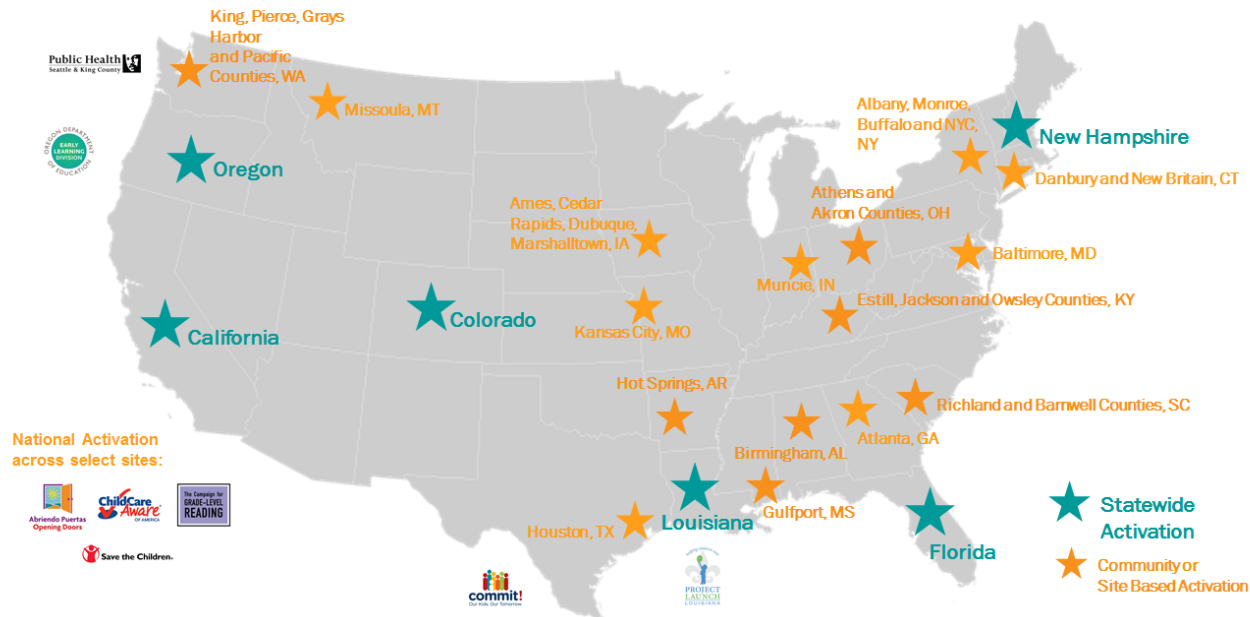 King, Pierce, Grays
Harbor
and Pacific
Counties, WA
Public Health
Seattle & King County
Missoula, MT
Albany, Monroe,
Buffalo and NYC,
NY
New Hampshire
OREGON DEPARTMENT
OF EDUCATION
EARLY
LEARNING
DIVISION
Oregon
Danbury and New Britain, CT
Athens and
Akron Counties, OH
Ames, Cedar
Rapids, Dubuque,
Marshalltown, IA
Baltimore, MD
Muncie, IN
Estill, Jackson and Owsley Counties, KY
Colorado
California
Kansas City, MO
Hot Springs, AR
Richland and Barnwell Counties, SC
Atlanta, GA
Birmingham, AL
National Activation
across select sites:
Abriendo Puertas
Opening Doors
ChildCare
Aware
OF AMERICA
The Campaign for
GRADE-LEVEL
READING
Save the Children.
Houston, TX
Louisiana
Gulfport, MS
Florida
Statewide
Activation
Community or
Site Based Activation
commit!
Our Kids, Our Tomorrow
PROJECT
LAUNCH
LOUISIANA